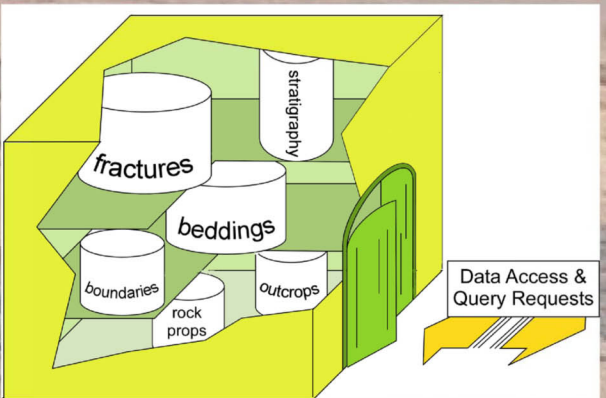 stratigraphy
fractures
beddings
boundaries
outcrops
rock
props
Data Access &
Query Requests